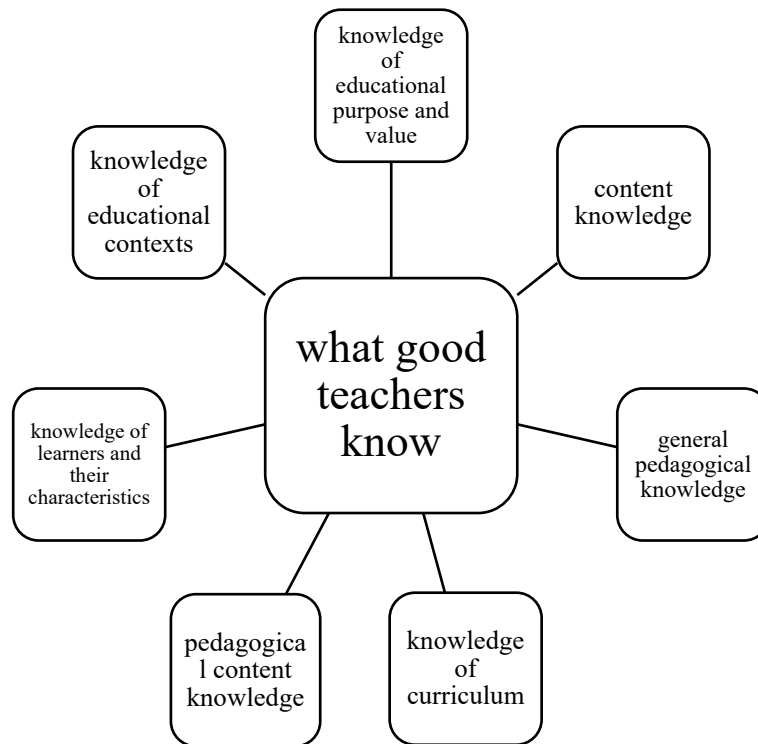 knowledge
of
educational
purpose and
value
content
knowledge
general
pedagogical
knowledge
knowledge
of
curriculum
pedagogica
l content
knowledge
knowledge of
learners and
their
characteristics
knowledge
of
educational
contexts
what good
teachers
know